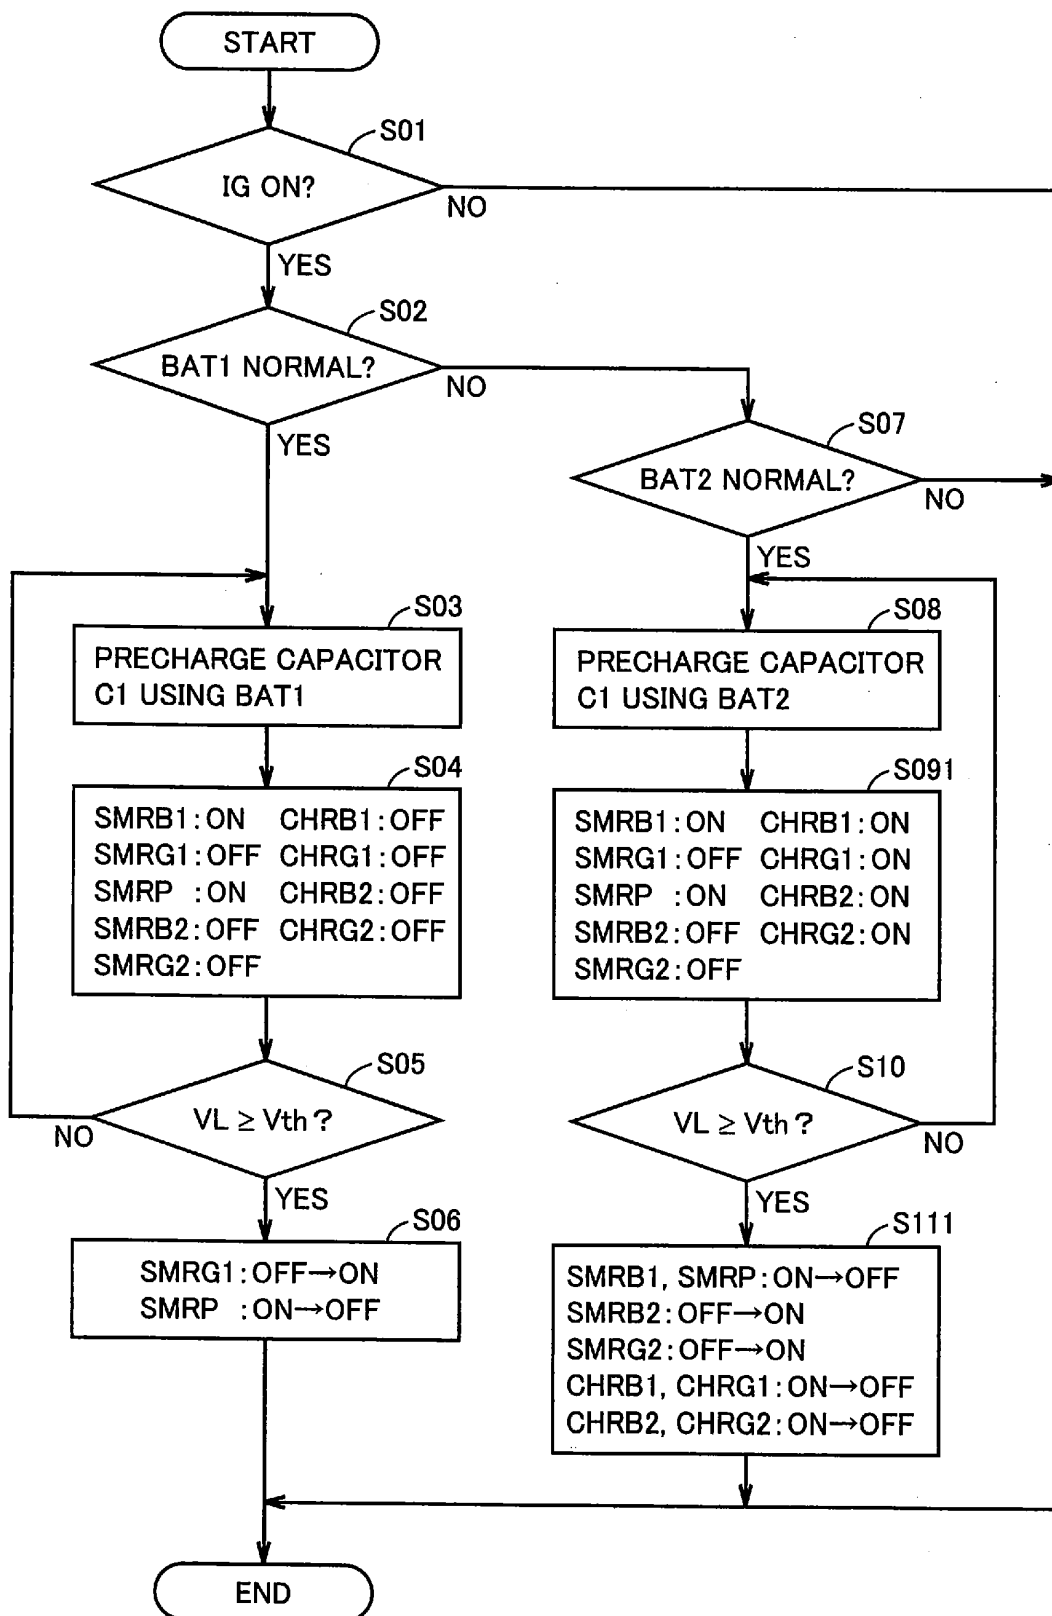 START
S01
IG ON?
NO
YES
S02
BAT1 NORMAL?
NO
YES
S07
BAT2 NORMAL?
NO
YES
S03
PRECHARGE CAPACITOR
C1 USING BAT1
S04
SMRB1:ON CHRB1:OFF
SMRG1:OFF CHRG1:OFF
SMRP :ON CHRB2:OFF
SMRB2:OFF CHRG2:OFF
SMRG2:OFF
S05
VL ≥ Vth?
NO
YES
S06
SMRG1:OFF→ON
SMRP :ON→OFF
S08
PRECHARGE CAPACITOR
C1 USING BAT2
S091
SMRB1:ON CHRB1:ON
SMRG1:OFF CHRG1:ON
SMRP :ON CHRB2:ON
SMRB2:OFF CHRG2:ON
SMRG2:OFF
S10
VL ≥ Vth?
NO
YES
S111
SMRB1, SMRP:ON→OFF
SMRB2:OFF→ON
SMRG2:OFF→ON
CHRB1, CHRG1:ON→OFF
CHRB2, CHRG2:ON→OFF
END